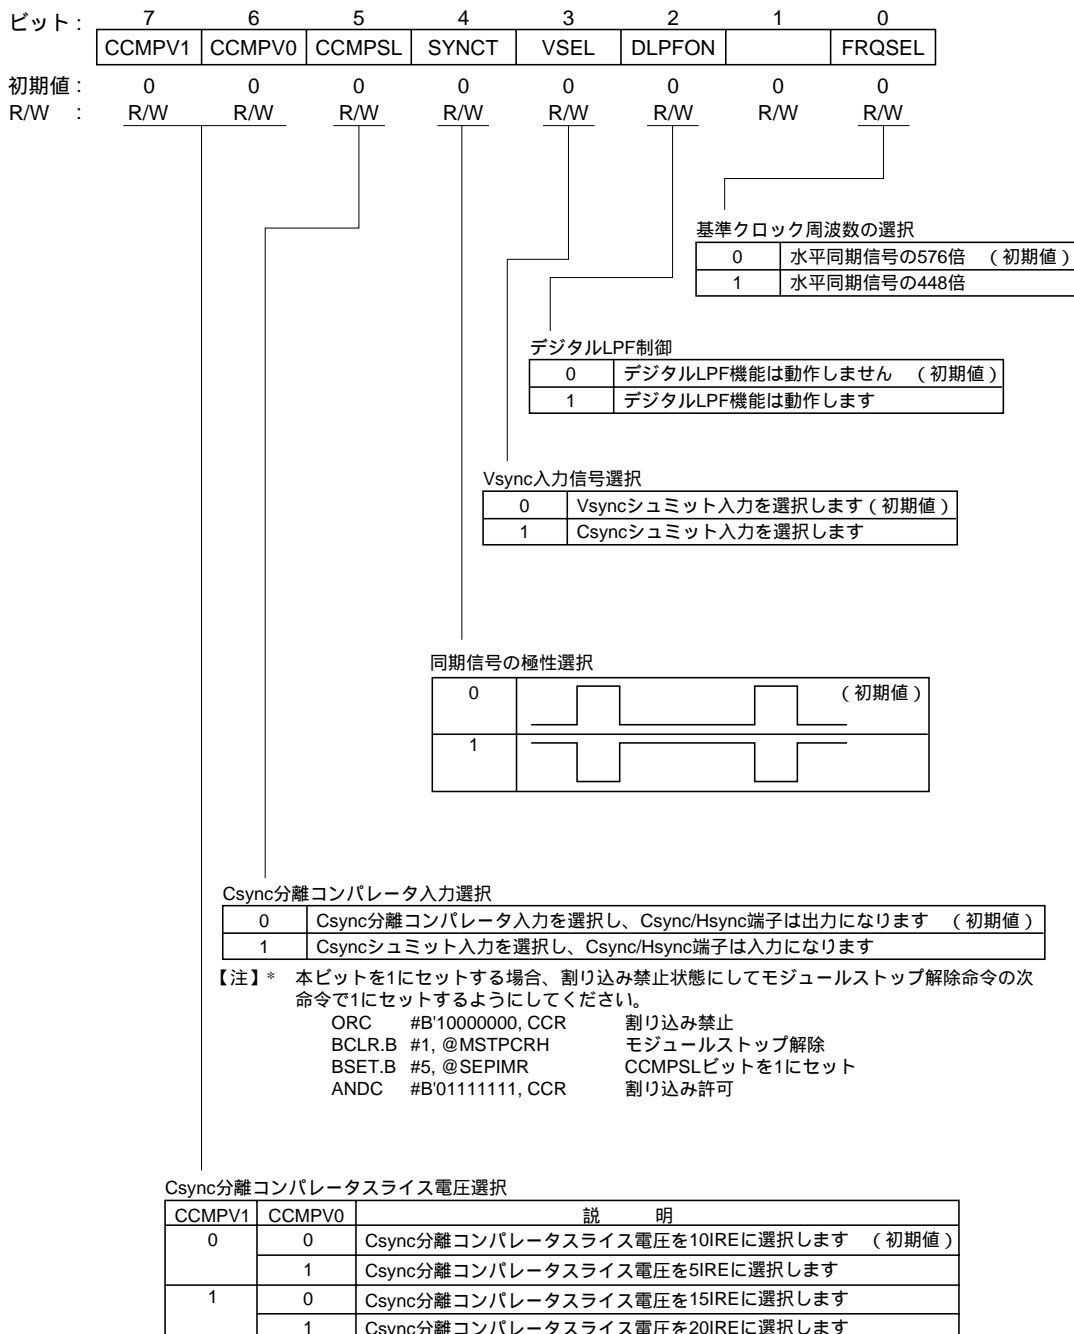 ビット: 7 6 5 4 3 2 1 0
CCMPV1 CCMPV0 CCMPSL SYNCT VSEL DLPFON FRQSEL
初期値: 0 0 0 0 0 0 0 0
R/W : R/W R/W R/W R/W R/W R/W R/W R/W
基準クロック周波数の選択
0 水平同期信号の576倍 (初期値)
1 水平同期信号の448倍
デジタルLPF制御
0 デジタルLPF機能は動作しません (初期値)
1 デジタルLPF機能は動作します
Vsync入力信号選択
0 Vsyncシュミット入力を選択します(初期値)
1 Csyncシュミット入力を選択します
同期信号の極性選択
0 (初期値)
1
Csync分離コンパレータ入力選択
0 Csync分離コンパレータ入力を選択し、Csync/Hsync端子は出力になります (初期値)
1 Csyncシュミット入力を選択し、Csync/Hsync端子は入力になります
【注】* 本ビットを1にセットする場合、割り込み禁止状態にしてモジュールストップ解除命令の次
命令で1にセットするようにしてください。
ORC #B'10000000, CCR 割り込み禁止
BCLR.B #1, @MSTPCRH モジュールストップ解除
BSET.B #5, @SEPIMR CCMPSLビットを1にセット
ANDC #B'01111111, CCR 割り込み許可
Csync分離コンパレータスライス電圧選択
CCMPV1 CCMPV0 説 明
0 0 Csync分離コンパレータスライス電圧を10IREに選択します (初期値)
1 Csync分離コンパレータスライス電圧を5IREに選択します
1 0 Csync分離コンパレータスライス電圧を15IREに選択します
1 Csync分離コンパレータスライス電圧を20IREに選択します